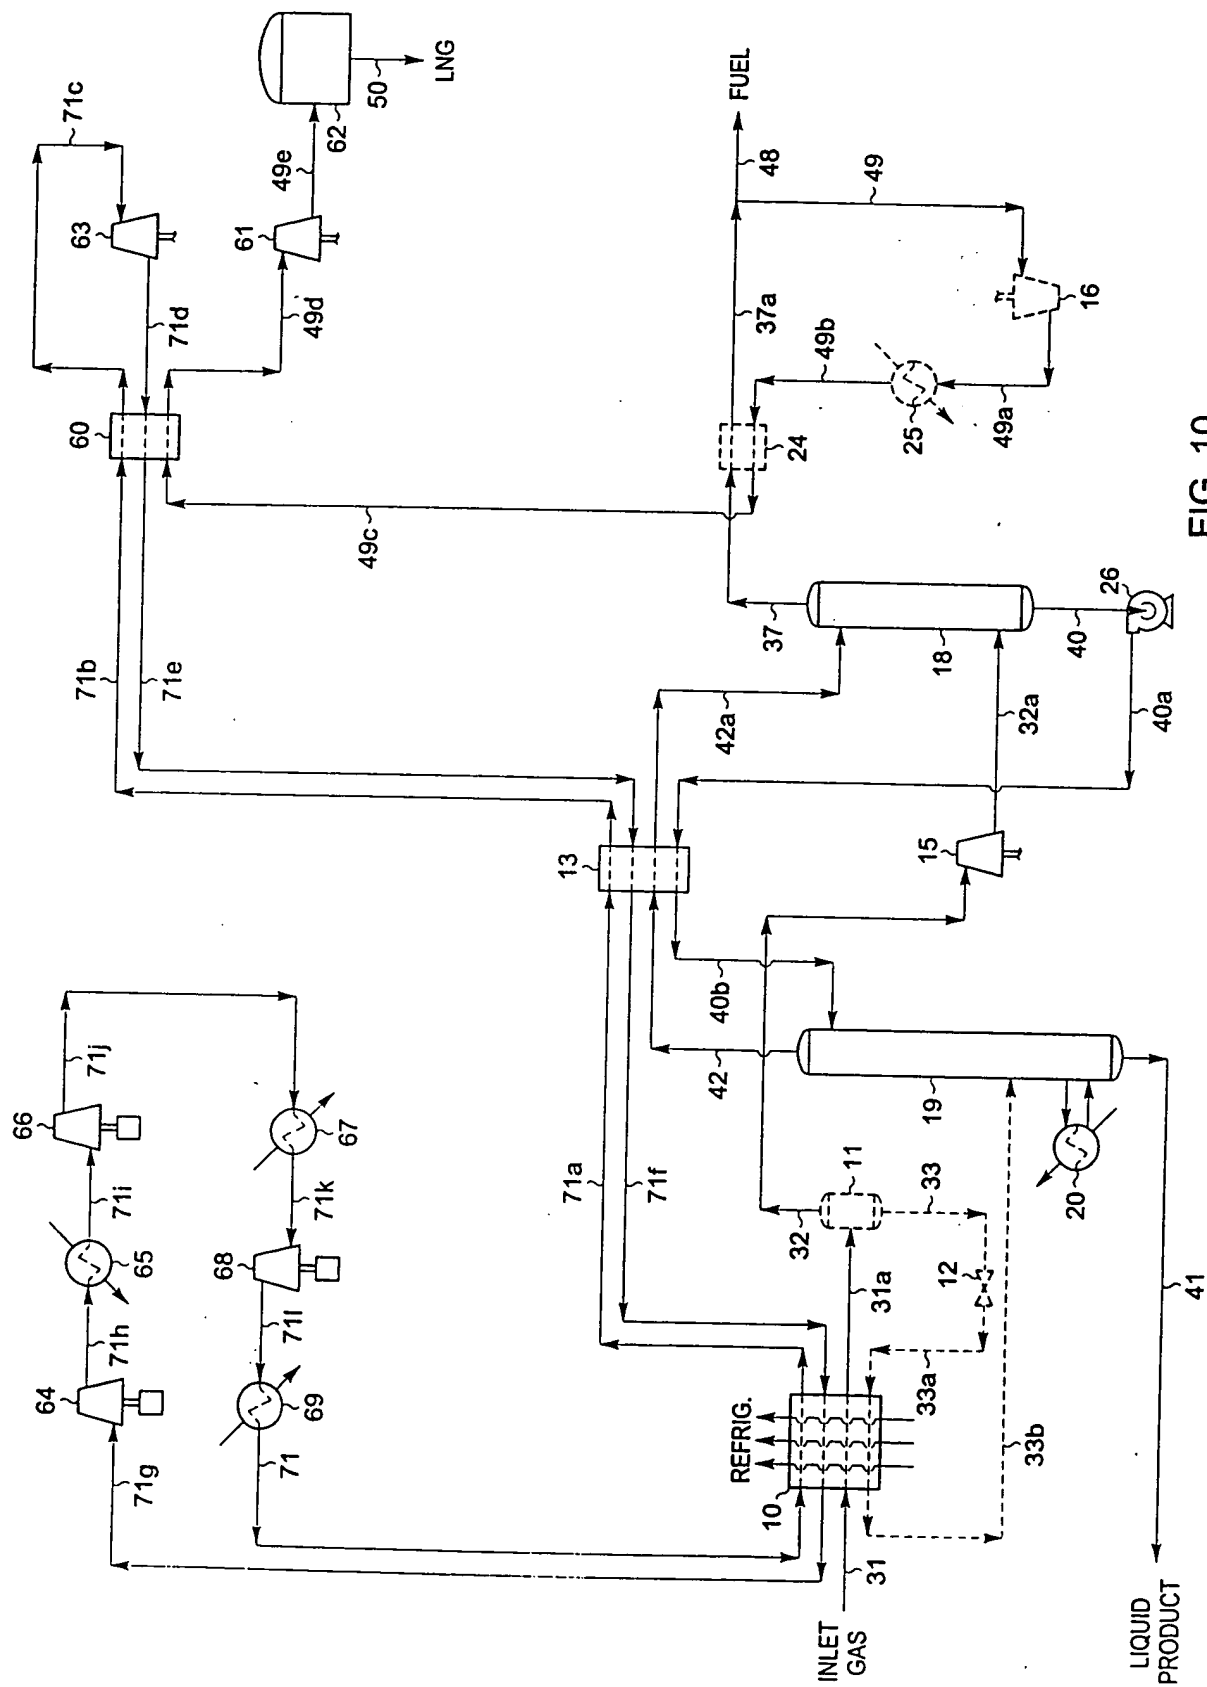 71c
63
71d
60
61
49d
49e
62
50
LNG
71b
71e
49c
FUEL
48
49
37a
49b
24
25
49a
16
37
42a
18
40
26
32a
40a
13
15
40b
42
19
66
71j
71i
65
67
71k
68
71h
64
71l
69
71g
71
71a
71f
11
32
33
12
31a
33a
20
REFRIG.
10
33b
31
INLET
GAS
41
LIQUID
PRODUCT
FIG. 10